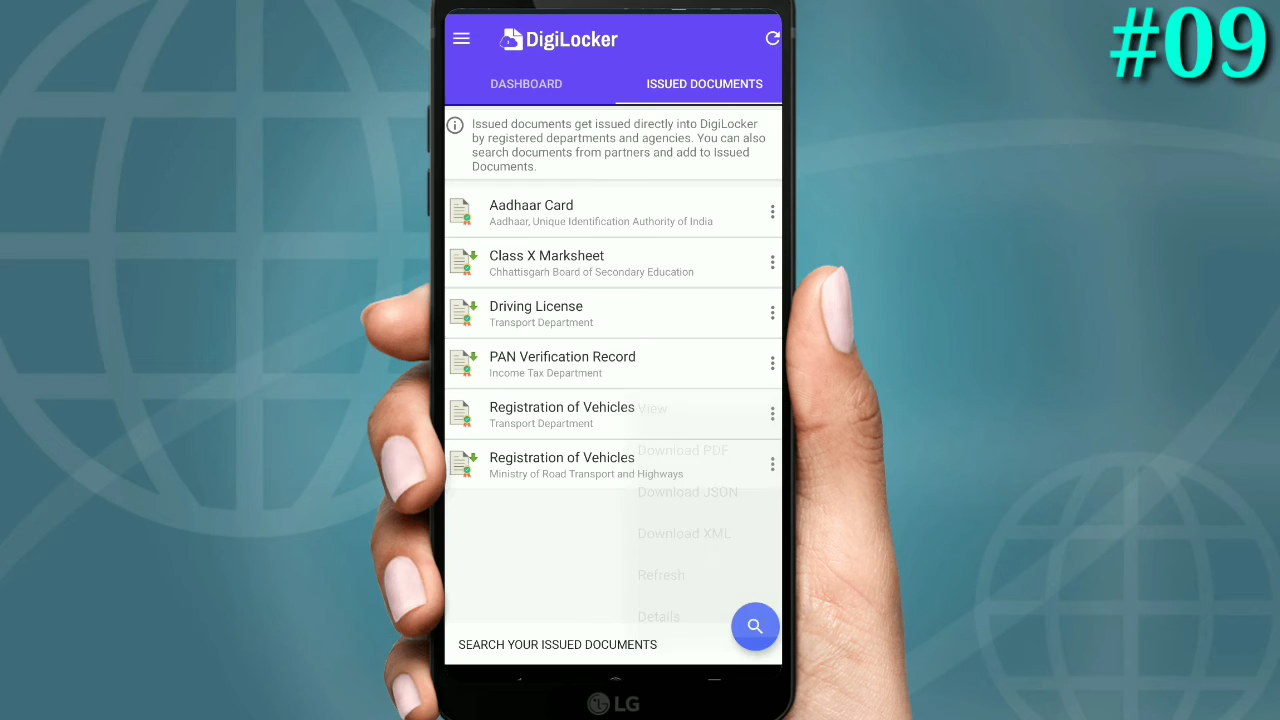 #09
DigiLocker
DASHBOARD
ISSUED DOCUMENTS
Issued documents get issued directly into DigiLocker
by registered departments and agencies. You can also
search documents from partners and add to Issued
Documents.
Aadhaar Card
Aadhaar, Unique Identification Authority of India
Class X Marksheet
Chhattisgarh Board of Secondary Education
Driving License
Transport Department
PAN Verification Record
Income Tax Department
Registration of Vehicles
Transport Department
Registration of Vehicles
Ministry of Road Transport and Highways
View
Download PDF
Download JSON
Download XML
Refresh
Details
SEARCH YOUR ISSUED DOCUMENTS
LG